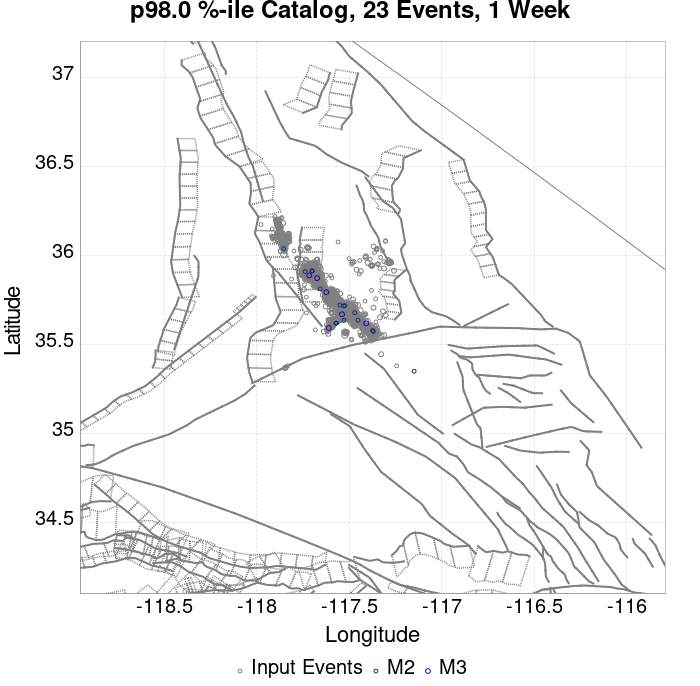 p98.0 %-ile Catalog, 23 Events, 1 Week
37
36.5
36
35.5
35
34.5
Latitude
-118.5 -118 -117.5 -117 -116.5 -116
Longitude
Input Events M2 M3